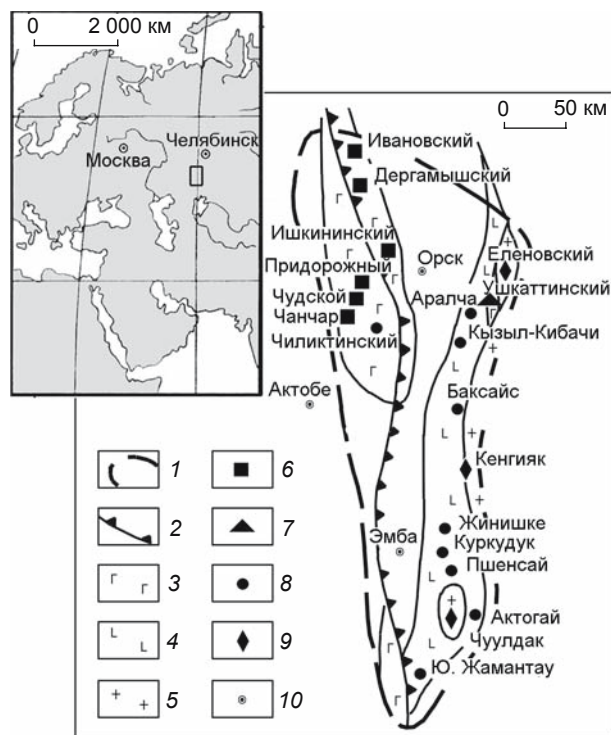 0 2 000 км
Челябинск
Москва
0 50 км
Ивановский
Дергамышский
Ишкининский
Орск
Еленовский
Придорожный
Ушкаттинский
Чудской
Аралча
Чанчар
Кызыл-Кибачи
Чиликтинский
Актобе
Баксайс
Кенгияк
Жинишке
Эмба
Куркудук
Пшенсай
Актогай
Чуулдак
Ю. Жамантау
1 6
2 7
Г Г 3 8
L L 4 9
+ + 5 10